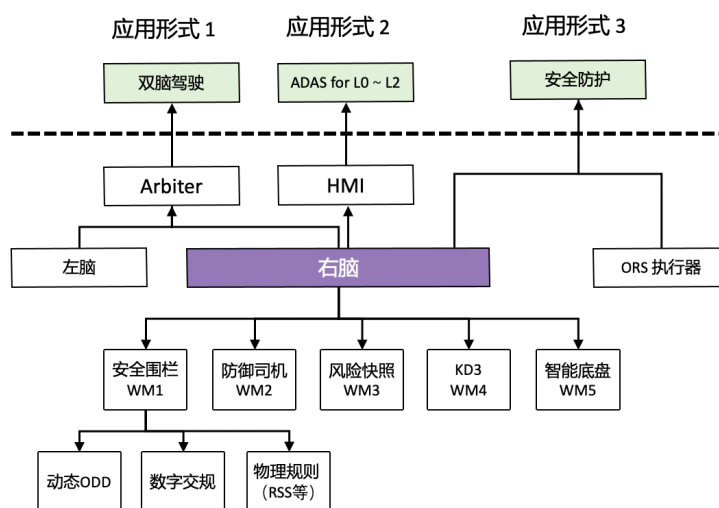 应用形式 1
应用形式 2
应用形式 3
双脑驾驶
ADAS for L0 ~ L2
安全防护
Arbiter
HMI
左脑
右脑
ORS 执行器
安全围栏
WM1
防御司机
WM2
风险快照
WM3
KD3
WM4
智能底盘
WM5
动态ODD
数字交规
物理规则
（RSS等）